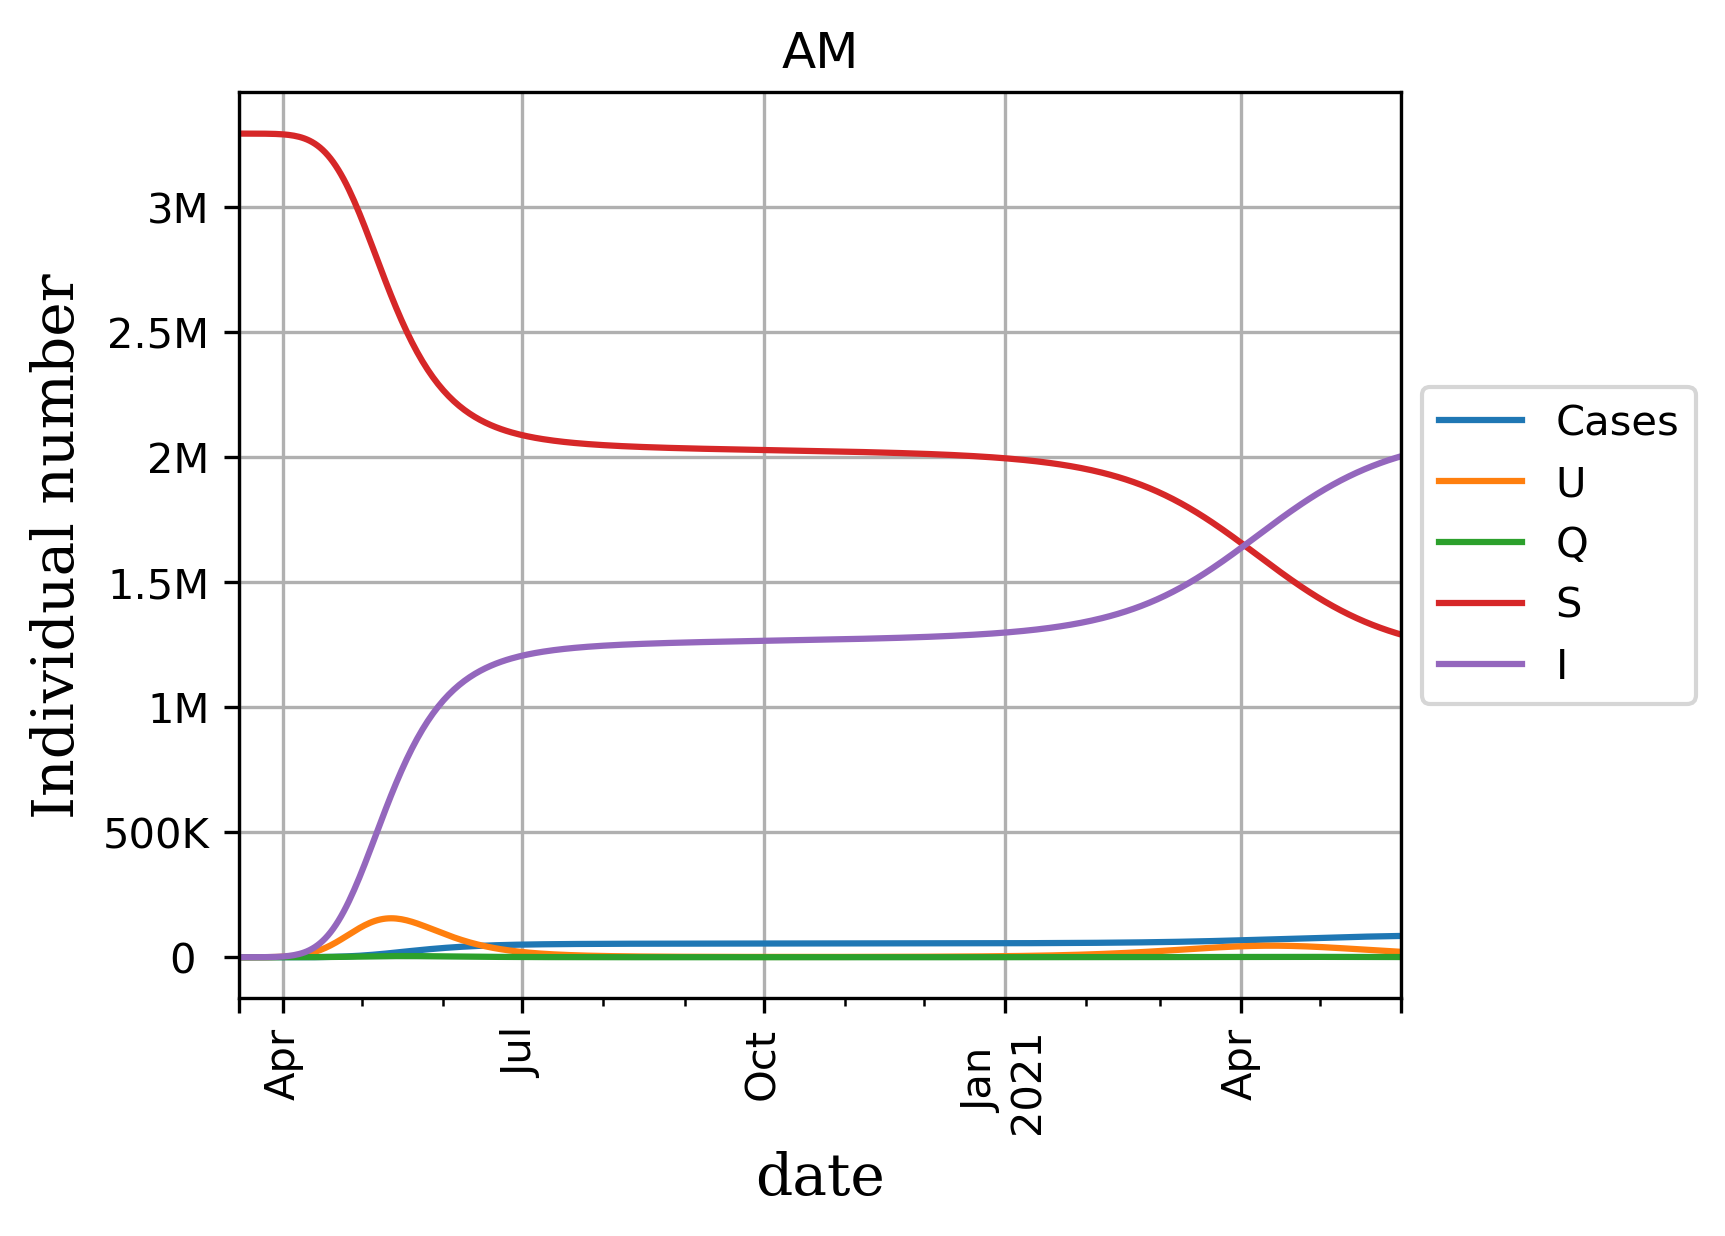 AM
Individual number
3M
2.5M
2M
1.5M
1M
500K
0
Apr
Jul
Oct
Jan
2021
Apr
date
Cases
U
Q
S
I